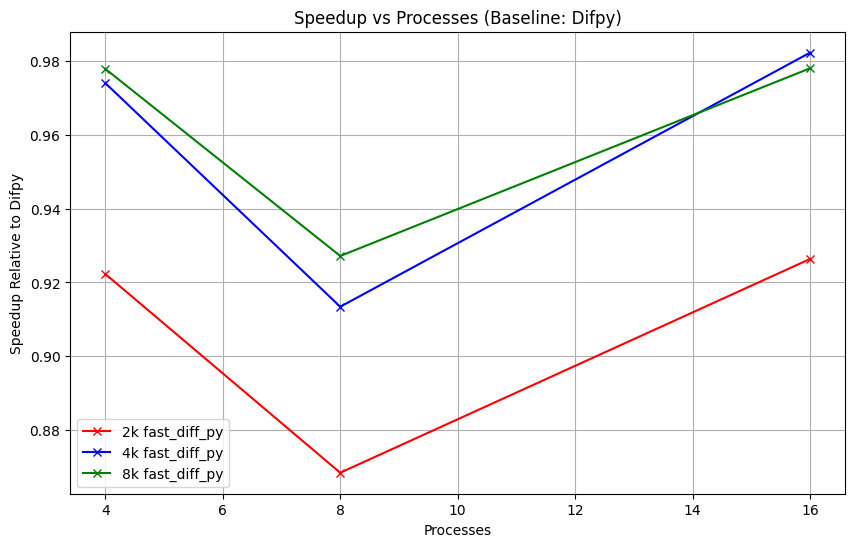 Speedup vs Processes (Baseline: Difpy)
Speedup Relative to Difpy
0.98
0.96
0.94
0.92
0.90
0.88
2k fast_diff_py
4k fast_diff_py
8k fast_diff_py
4 6 8 10 12 14 16
Processes